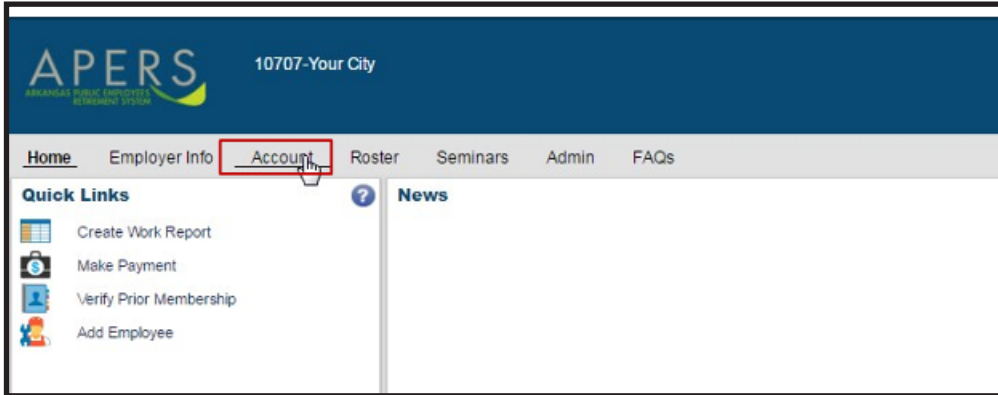 APERS
ARKANSAS PUBLIC EMPLOYEES
RETIREMENT SYSTEM
10707-Your City
Home Employer Info Account Roster Seminars Admin FAQs
Quick Links
?
News
Create Work Report
$
Make Payment
Verify Prior Membership
Add Employee